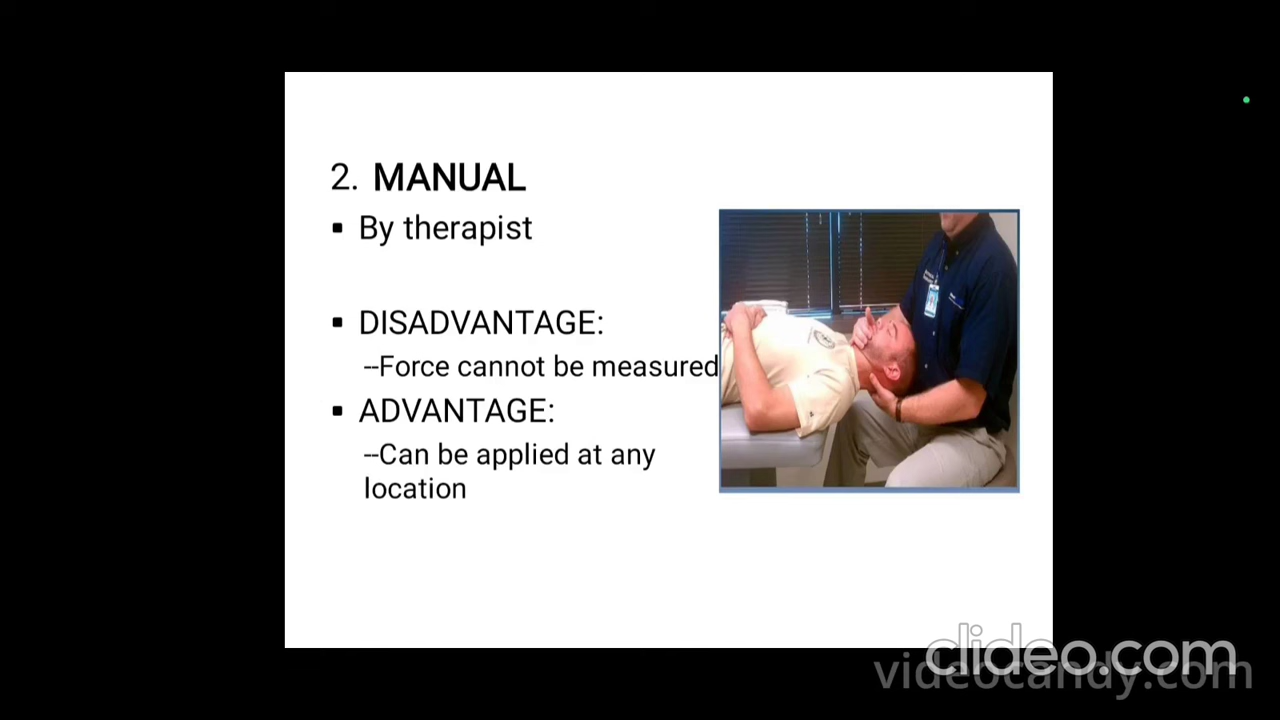 2. MANUAL
▪ By therapist
▪ DISADVANTAGE:
--Force cannot be measured
▪ ADVANTAGE:
--Can be applied at any
location
clideo.com
videocandy.com